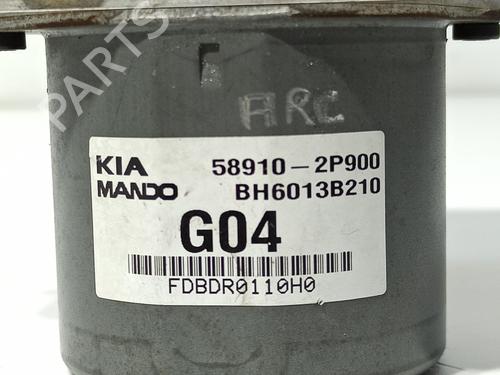 PARTS
ARC
KIA 58910-2P900
MANDO BH6013B210
G04
FDBDR0110H0